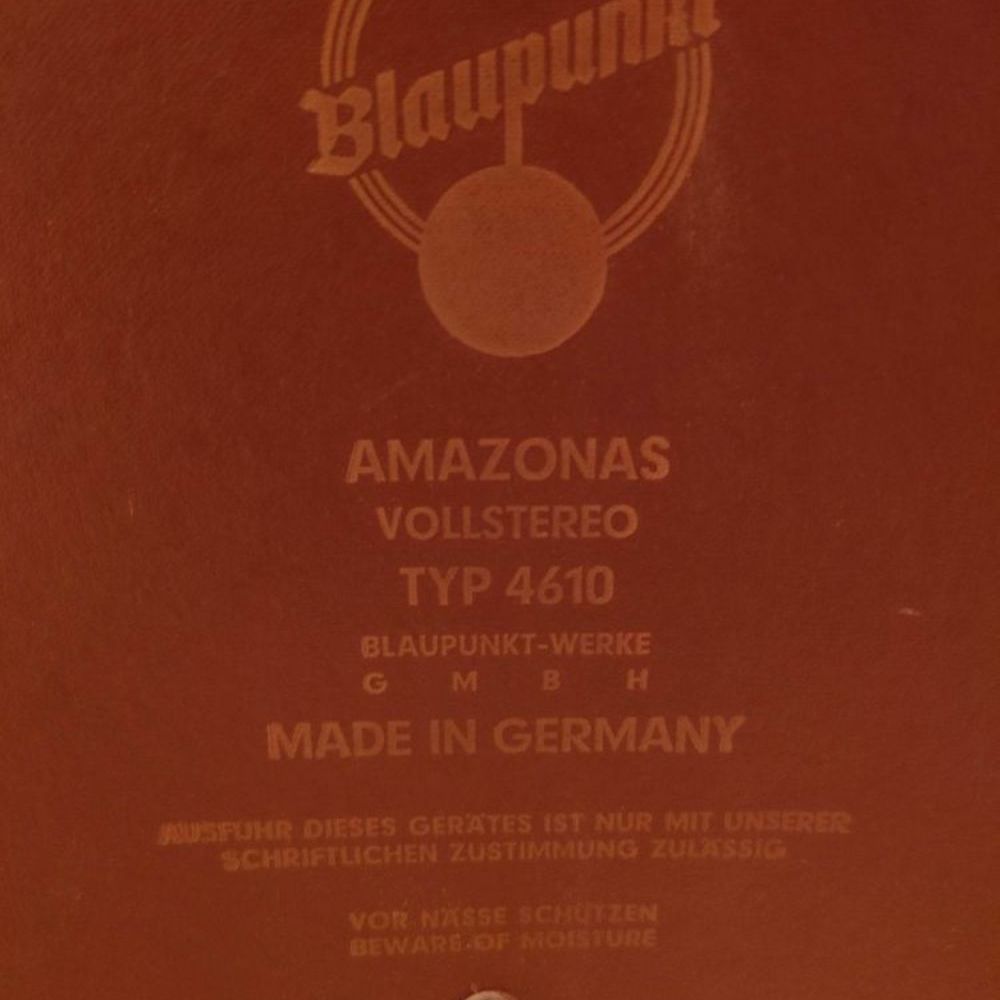 Blaupunkt
AMAZONAS
VOLLSTEREO
TYP 4610
BLAUPUNKT-WERKE
G M B H
MADE IN GERMANY
AUSFUHR DIESES GERÄTES IST NUR MIT UNSERER
SCHRIFTLICHEN ZUSTIMMUNG ZULÄSSIG
VOR NÄSSE SCHÜTZEN
BEWARE OF MOISTURE